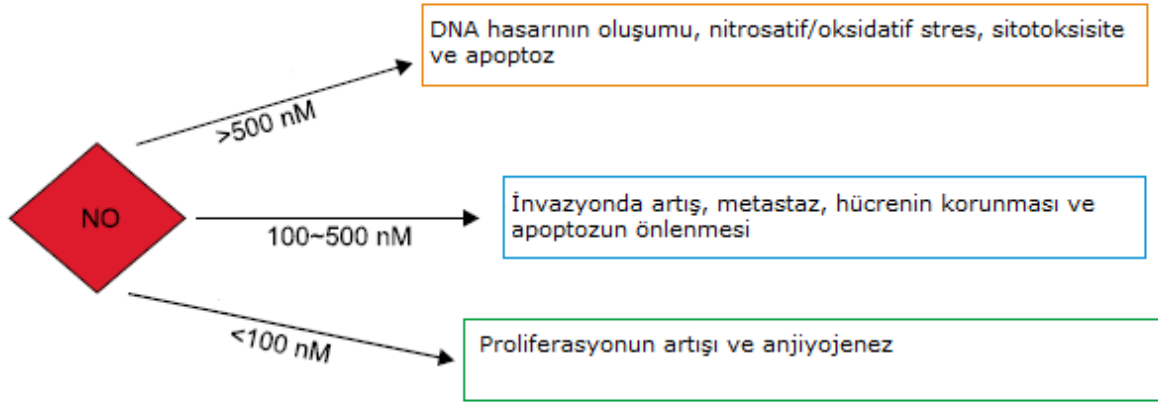 DNA hasarının oluşumu, nitrosatif/oksidatif stres, sitotoksisite
ve apoptoz
>500 nM
NO
İnvazyonda artış, metastaz, hücrenin korunması ve
apoptozun önlenmesi
100~500 nM
<100 nM
Proliferasyonun artışı ve anjiyojenez